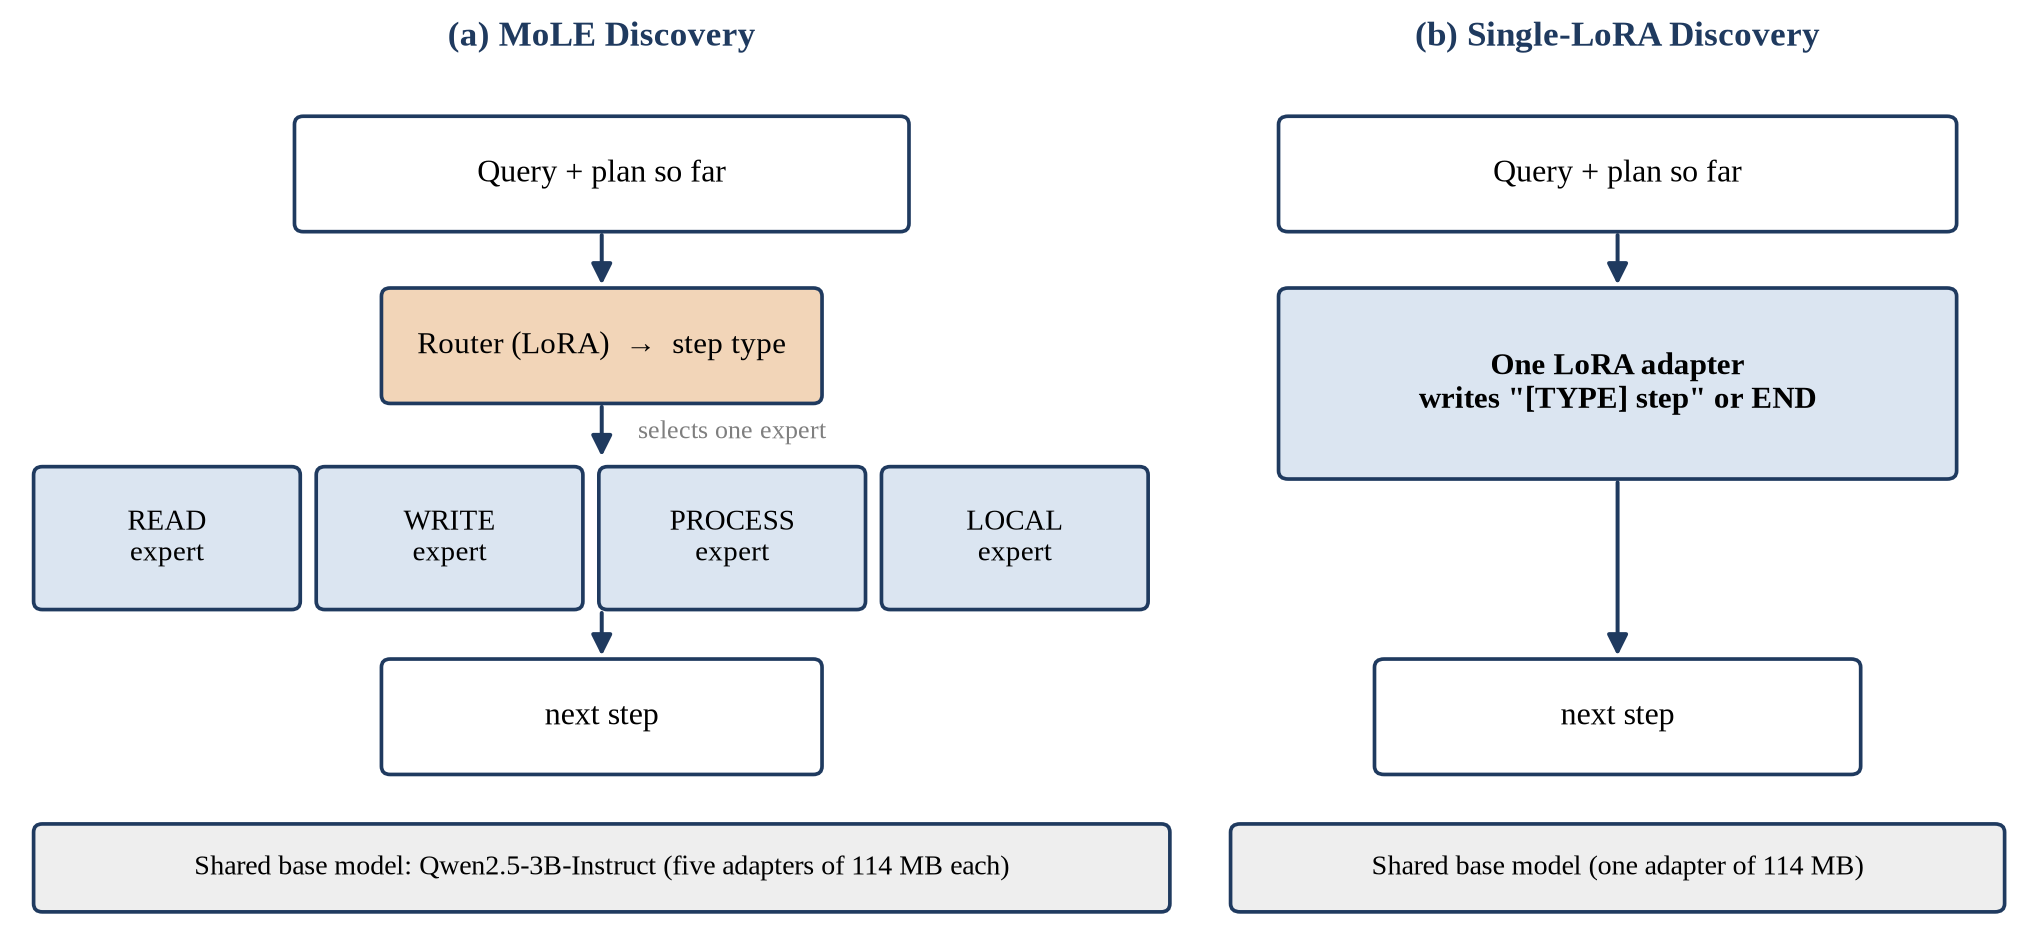 (a) MoLE Discovery
Query + plan so far
Router (LoRA) → step type
selects one expert
READ
expert
WRITE
expert
PROCESS
expert
LOCAL
expert
next step
Shared base model: Qwen2.5-3B-Instruct (five adapters of 114 MB each)
(b) Single-LoRA Discovery
Query + plan so far
One LoRA adapter
writes "[TYPE] step" or END
next step
Shared base model (one adapter of 114 MB)